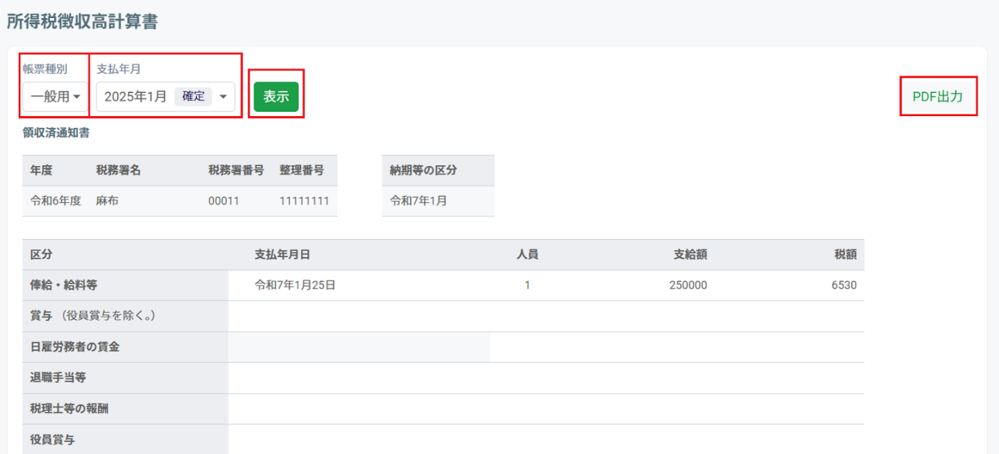 所得税徴収高計算書
帳票種別 支払年月
一般用 2025年1月 確定 表示 PDF出力
領収済通知書
年度 税務署名 税務署番号 整理番号 納期等の区分
令和6年度 麻布 00011 11111111 令和7年1月
区分 支払年月日 人員 支給額 税額
俸給・給料等 令和7年1月25日 1 250000 6530
賞与 （役員賞与を除く。）
日雇労務者の賃金
退職手当等
税理士等の報酬
役員賞与